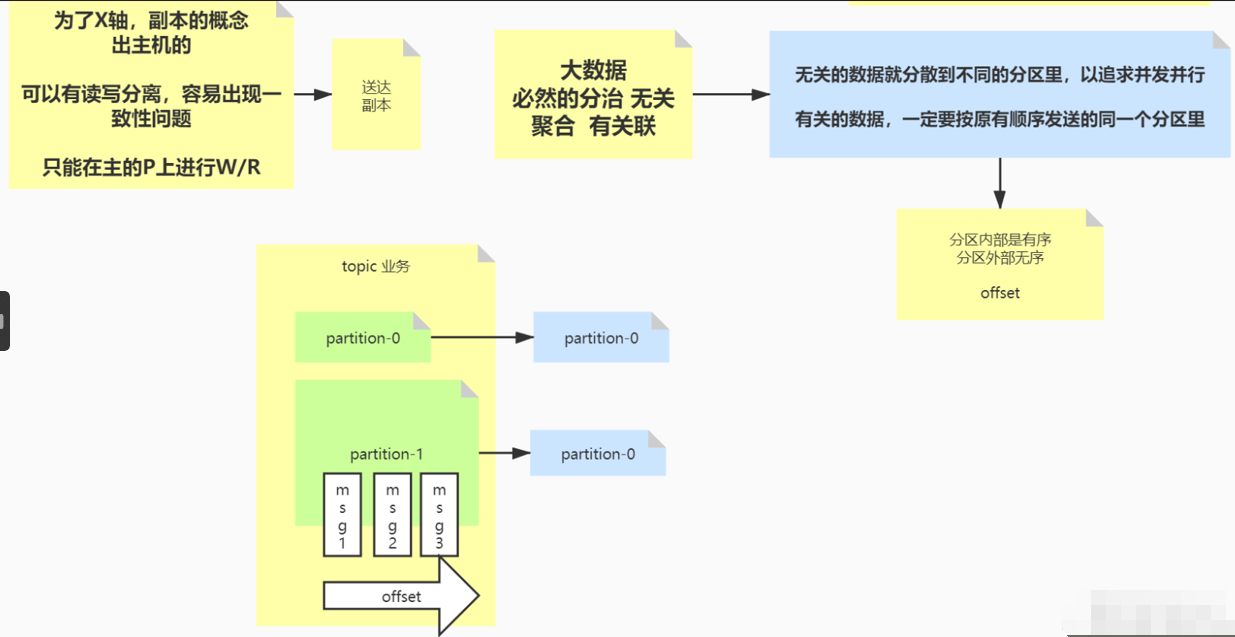 为了X轴，副本的概念
出主机的
可以有读写分离，容易出现一
致性问题
只能在主的P上进行W/R
送达
副本
大数据
必然的分治 无关
聚合 有关联
无关的数据就分散到不同的分区里，以追求并发并行
有关的数据，一定要按原有顺序发送的同一个分区里
分区内部是有序
分区外部无序
offset
topic 业务
partition-0
partition-0
partition-1
partition-0
msg1
msg2
msg3
offset